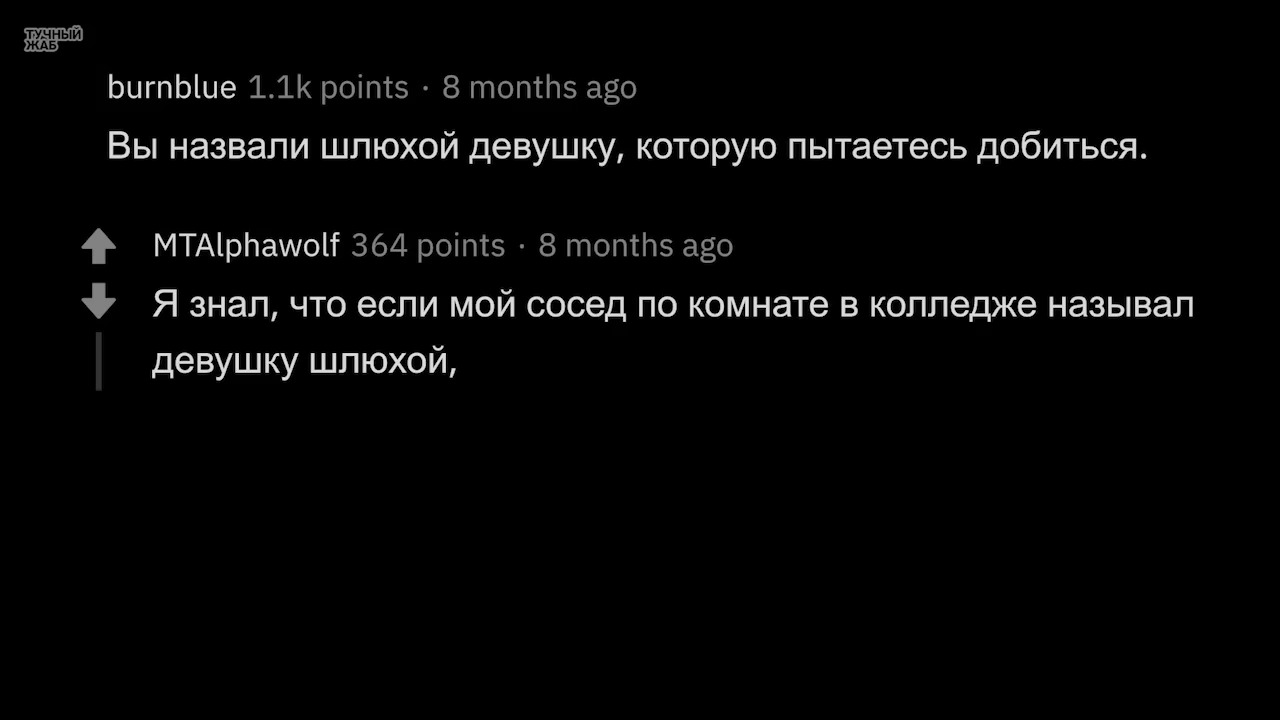 ТУЧНЫЙ
ЖАБ
burnblue 1.1k points · 8 months ago
Вы назвали шлюхой девушку, которую пытаетесь добиться.
MTAlphawolf 364 points · 8 months ago
Я знал, что если мой сосед по комнате в колледже называл
девушку шлюхой,